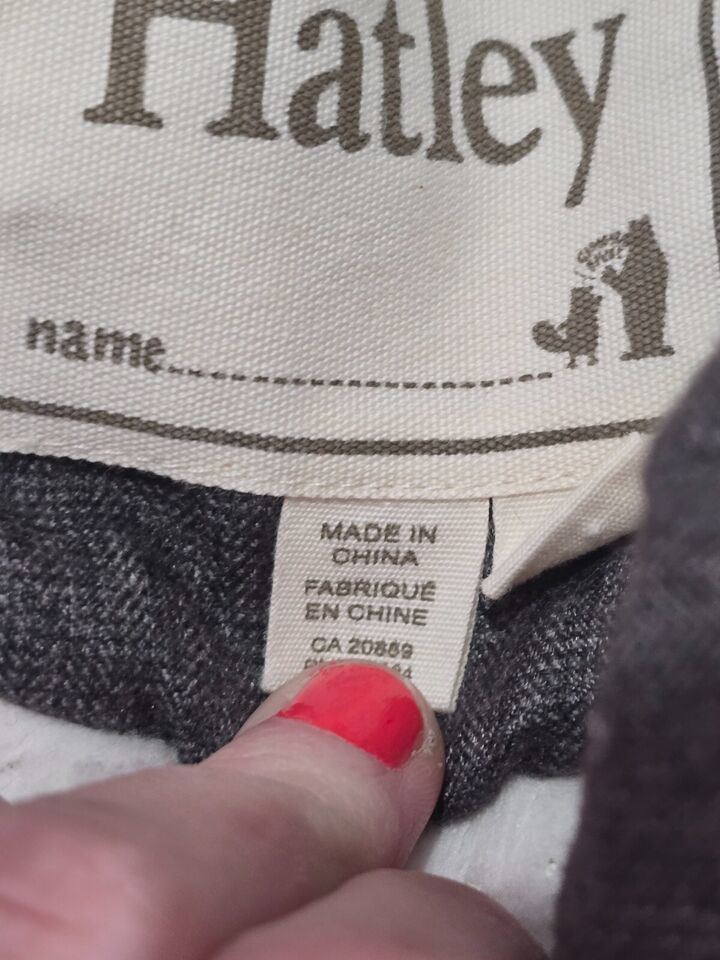 Hatley
name
MADE IN
CHINA
FABRIQUÉ
EN CHINE
CA 20869